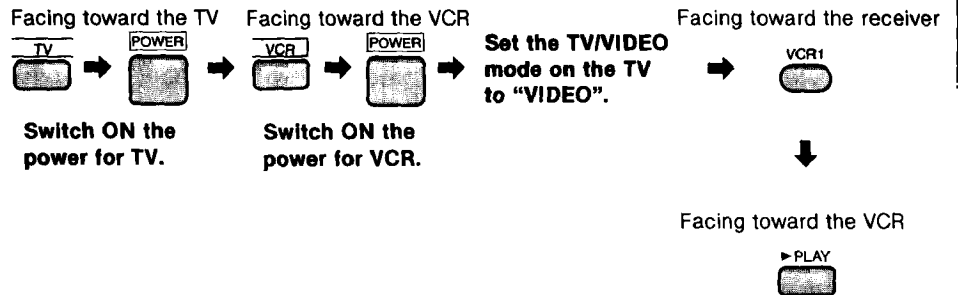 Facing toward the TV
TV
POWER
Switch ON the
power for TV.
Facing toward the VCR
VCR
POWER
Switch ON the
power for VCR.
Set the TV/VIDEO
mode on the TV
to "VIDEO".
Facing toward the receiver
VCR1
Facing toward the VCR
►PLAY